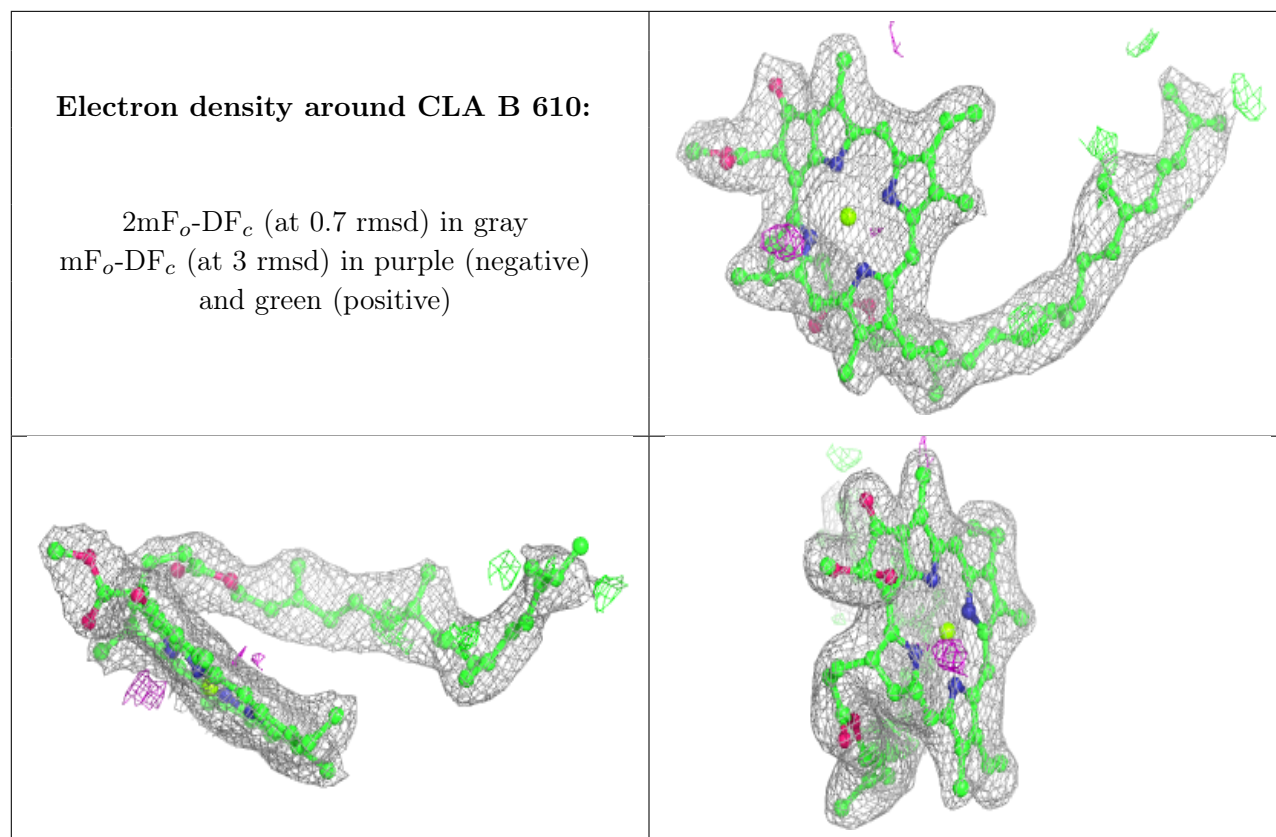 Electron density around CLA B 610:
2mFo-DFc (at 0.7 rmsd) in gray
mFo-DFc (at 3 rmsd) in purple (negative)
and green (positive)